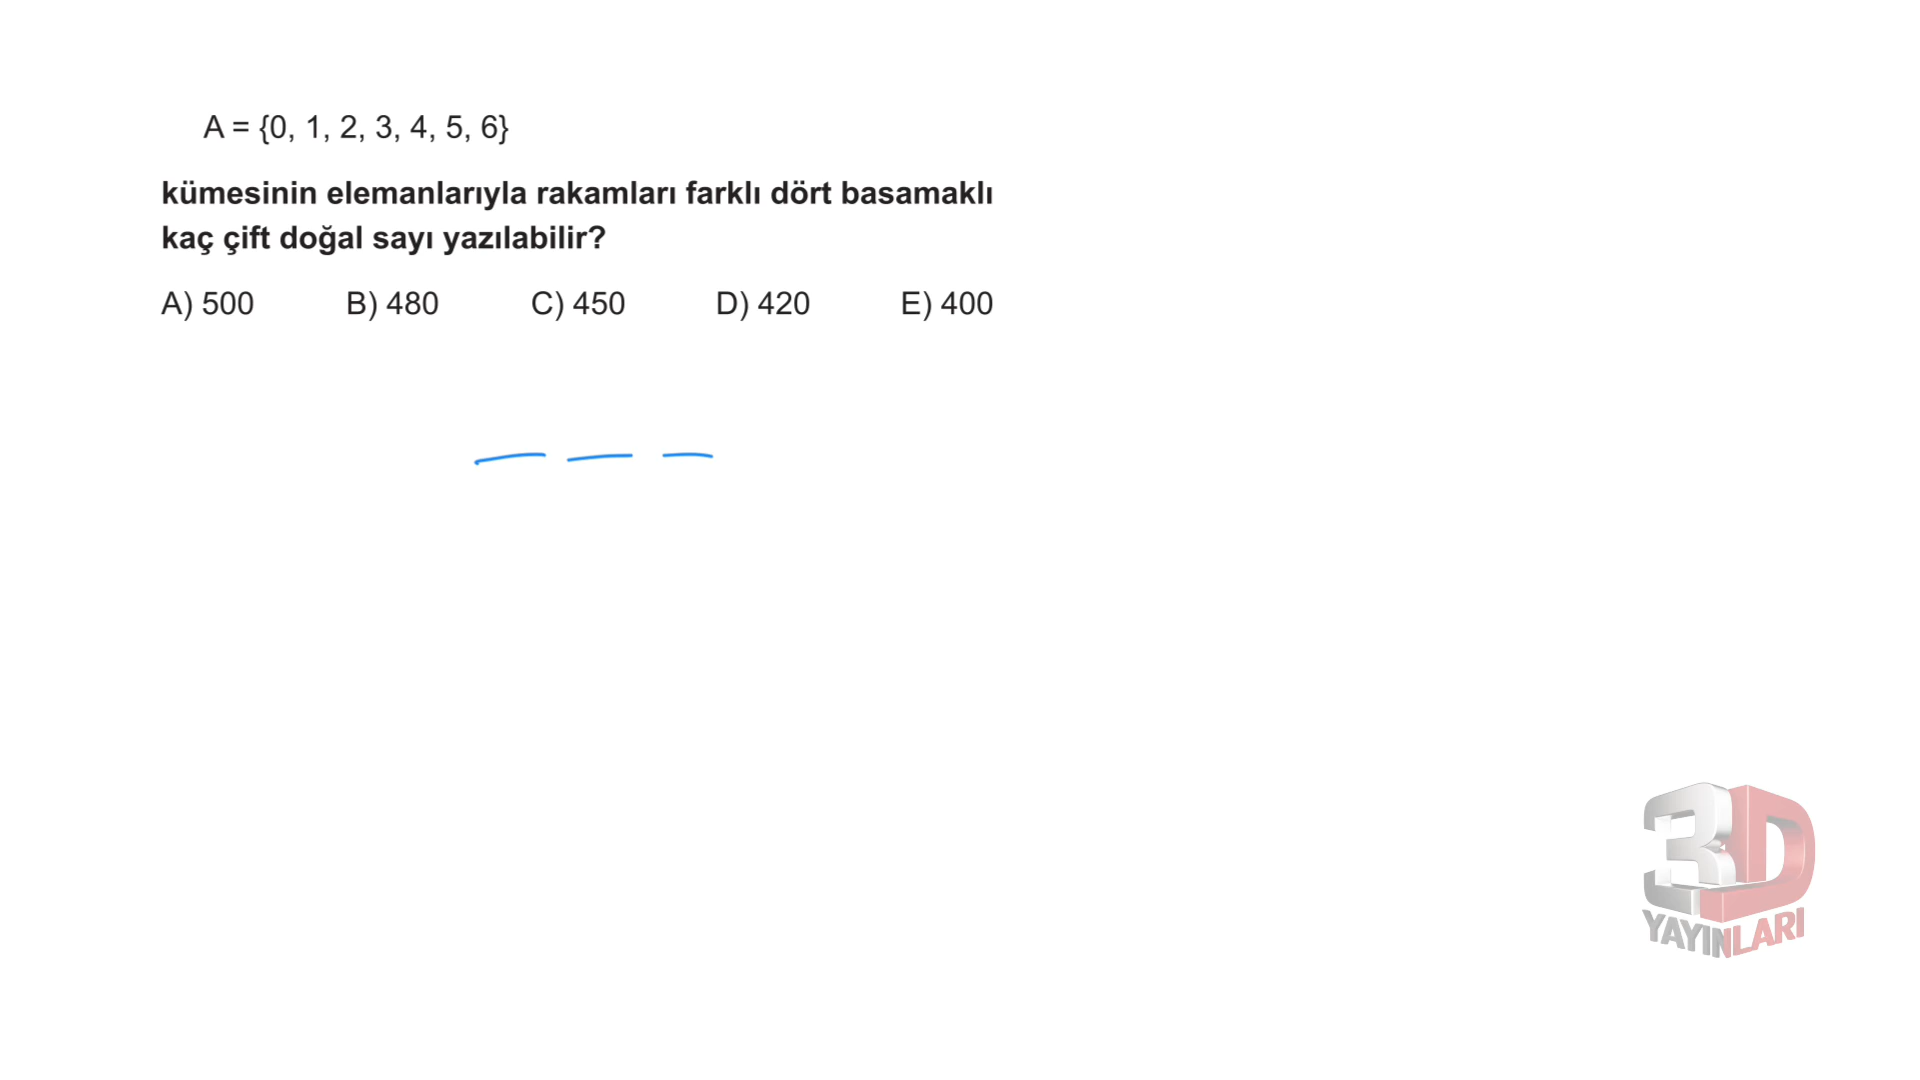 A = {0, 1, 2, 3, 4, 5, 6}
kümesinin elemanlarıyla rakamları farklı dört basamaklı
kaç çift doğal sayı yazılabilir?
A) 500 B) 480 C) 450 D) 420 E) 400
3D
YAYINLARI